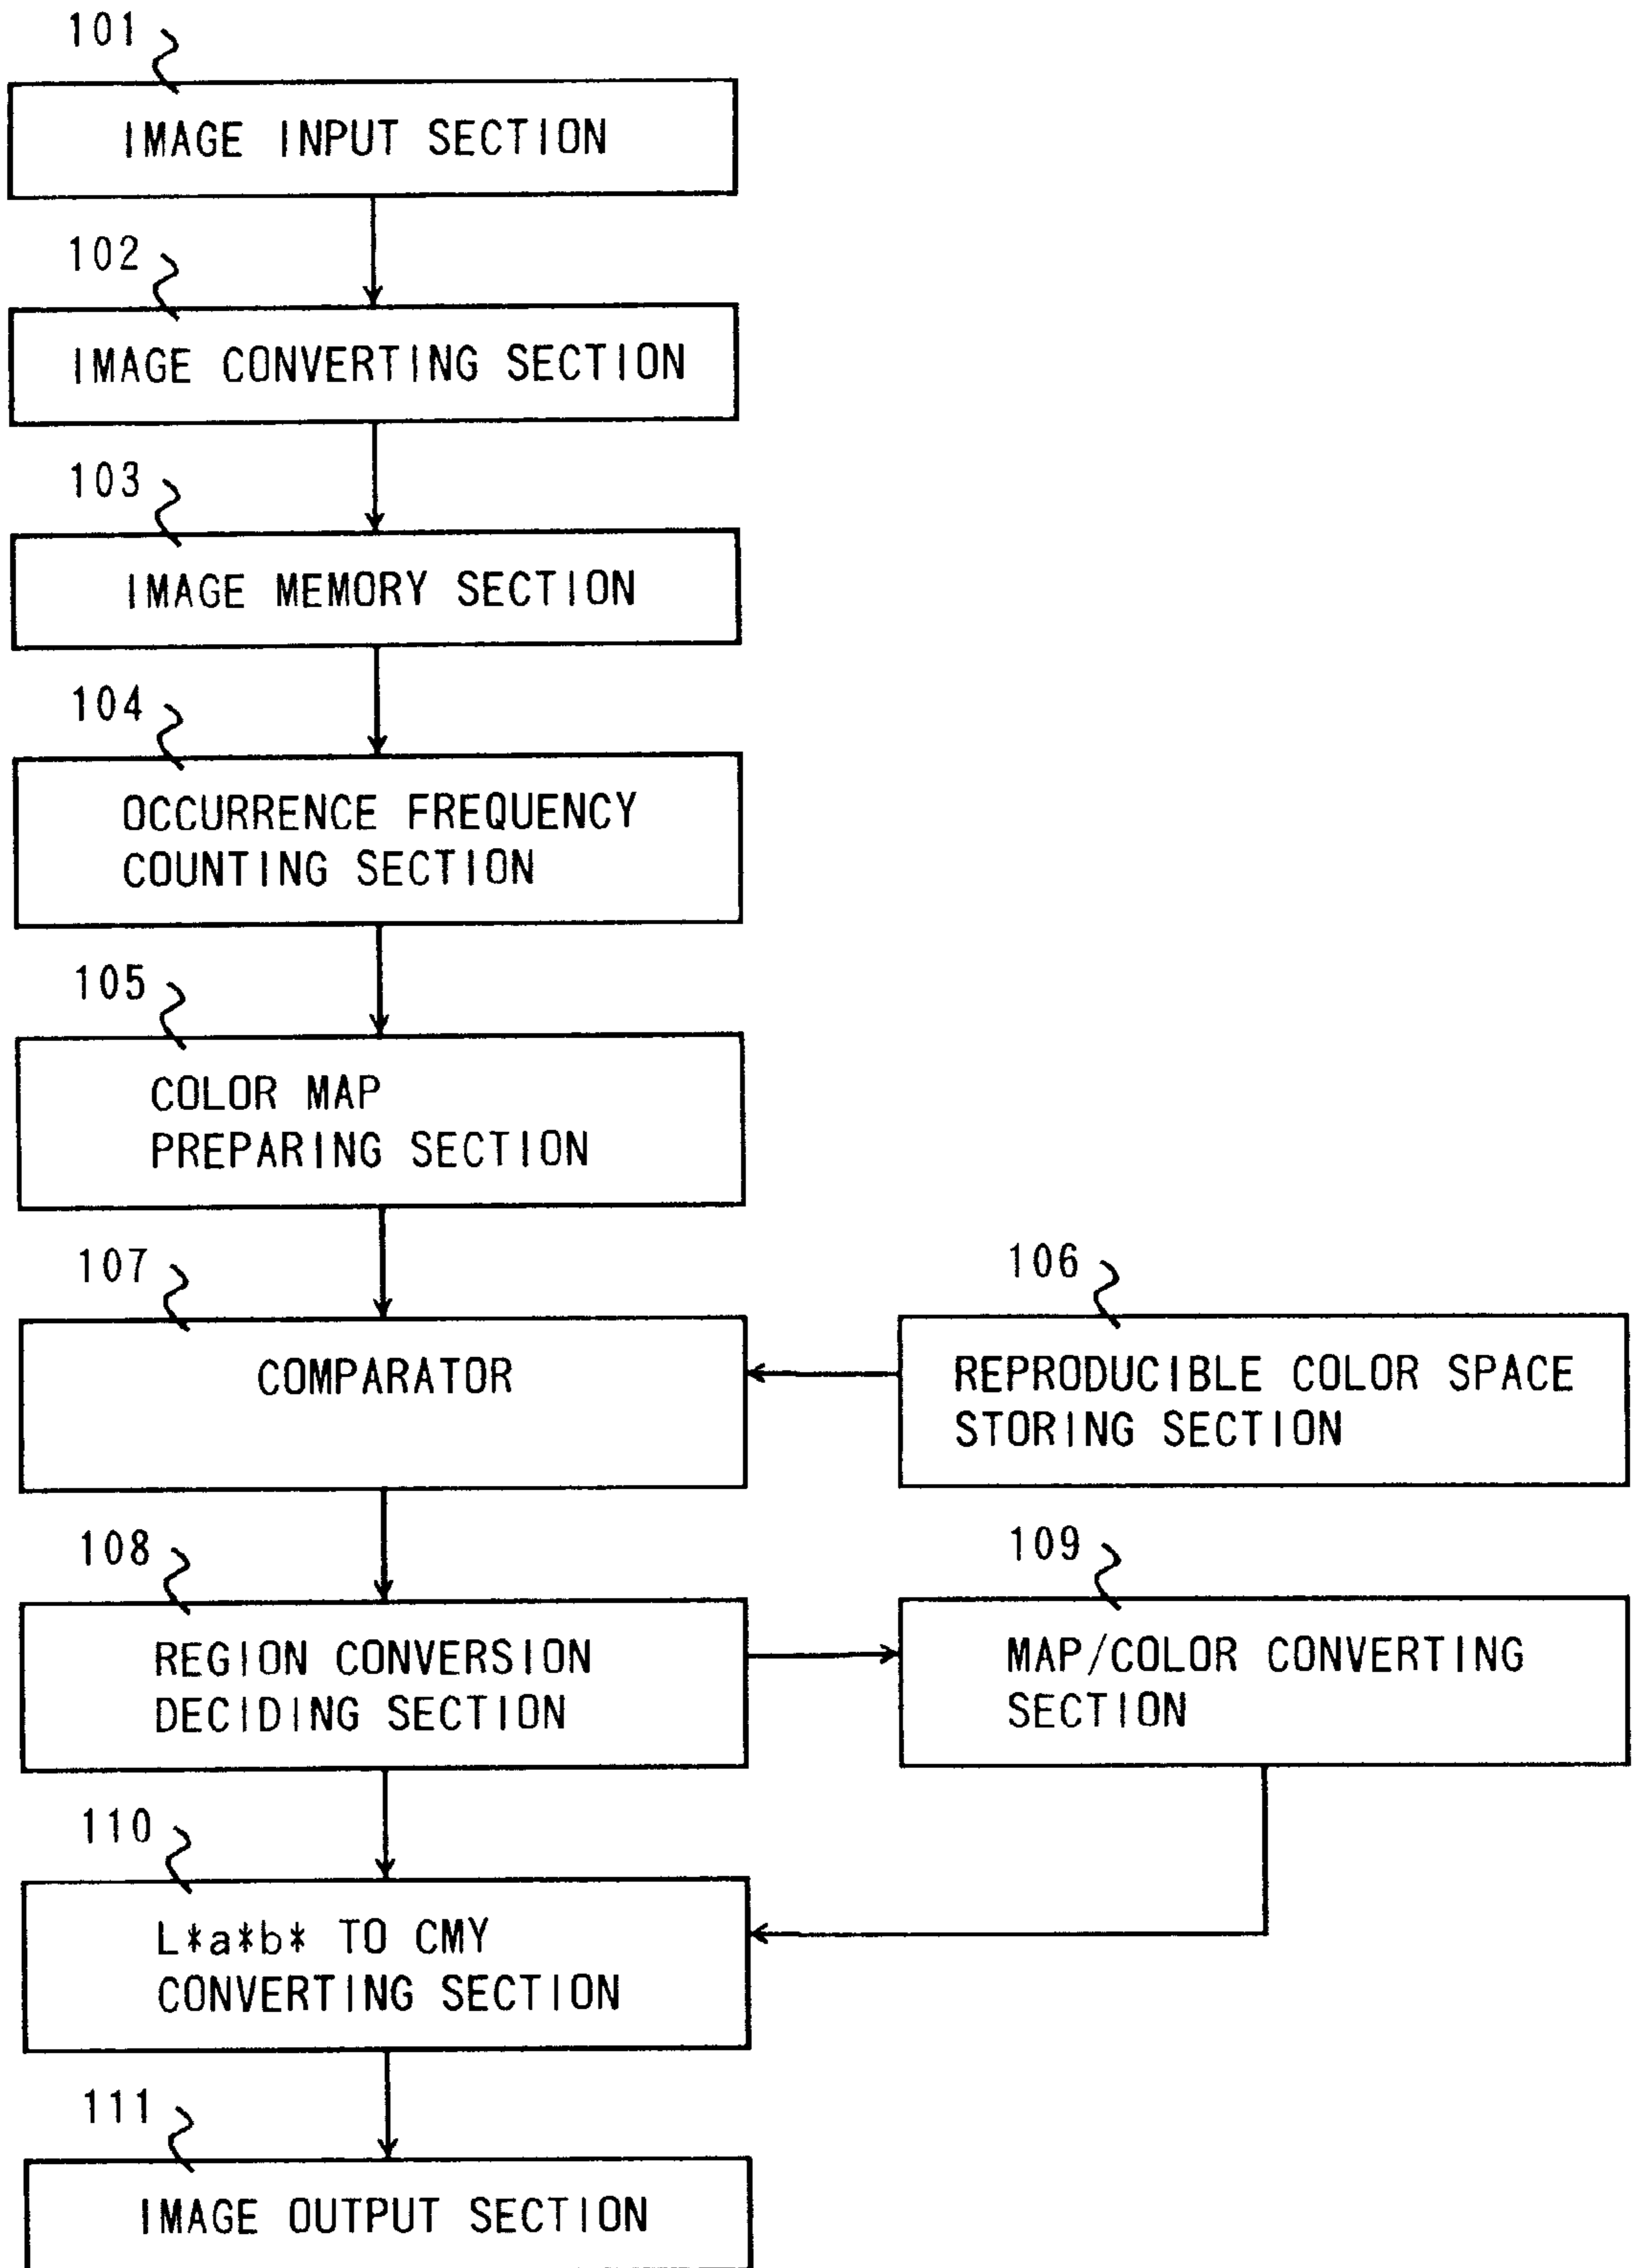 101
IMAGE INPUT SECTION
102
IMAGE CONVERTING SECTION
103
IMAGE MEMORY SECTION
104
OCCURRENCE FREQUENCY
COUNTING SECTION
105
COLOR MAP
PREPARING SECTION
107
COMPARATOR
106
REPRODUCIBLE COLOR SPACE
STORING SECTION
108
REGION CONVERSION
DECIDING SECTION
109
MAP/COLOR CONVERTING
SECTION
110
L*a*b* TO CMY
CONVERTING SECTION
111
IMAGE OUTPUT SECTION